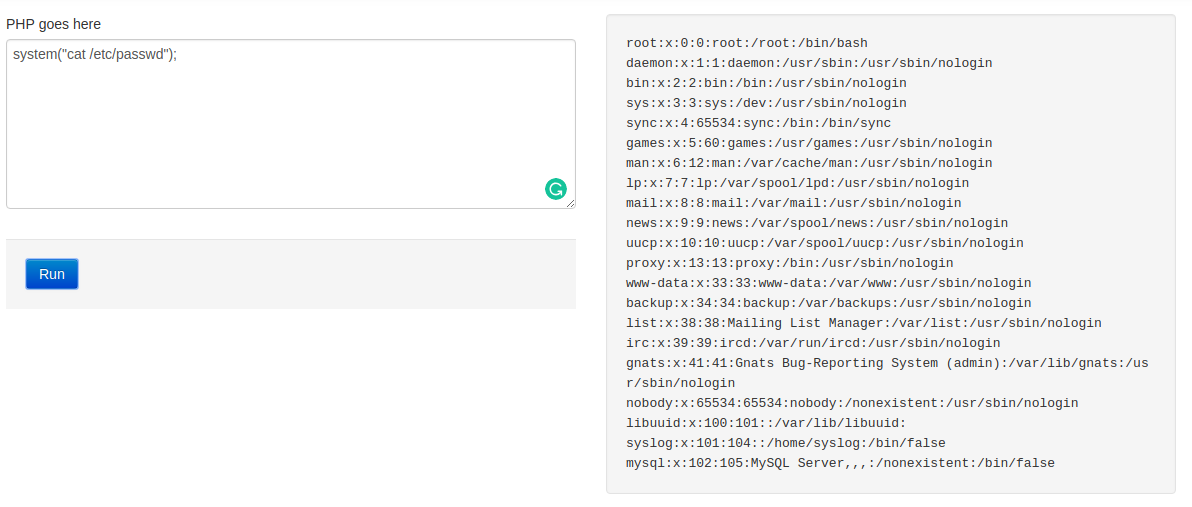 PHP goes here
system("cat /etc/passwd");
Run
root:x:0:0:root:/root:/bin/bash
daemon:x:1:1:daemon:/usr/sbin:/usr/sbin/nologin
bin:x:2:2:bin:/bin:/usr/sbin/nologin
sys:x:3:3:sys:/dev:/usr/sbin/nologin
sync:x:4:65534:sync:/bin:/bin/sync
games:x:5:60:games:/usr/games:/usr/sbin/nologin
man:x:6:12:man:/var/cache/man:/usr/sbin/nologin
lp:x:7:7:lp:/var/spool/lpd:/usr/sbin/nologin
mail:x:8:8:mail:/var/mail:/usr/sbin/nologin
news:x:9:9:news:/var/spool/news:/usr/sbin/nologin
uucp:x:10:10:uucp:/var/spool/uucp:/usr/sbin/nologin
proxy:x:13:13:proxy:/bin:/usr/sbin/nologin
www-data:x:33:33:www-data:/var/www:/usr/sbin/nologin
backup:x:34:34:backup:/var/backups:/usr/sbin/nologin
list:x:38:38:Mailing List Manager:/var/list:/usr/sbin/nologin
irc:x:39:39:ircd:/var/run/ircd:/usr/sbin/nologin
gnats:x:41:41:Gnats Bug-Reporting System (admin):/var/lib/gnats:/us
r/sbin/nologin
nobody:x:65534:65534:nobody:/nonexistent:/usr/sbin/nologin
libuuid:x:100:101::/var/lib/libuuid:
syslog:x:101:104::/home/syslog:/bin/false
mysql:x:102:105:MySQL Server,,,:/nonexistent:/bin/false